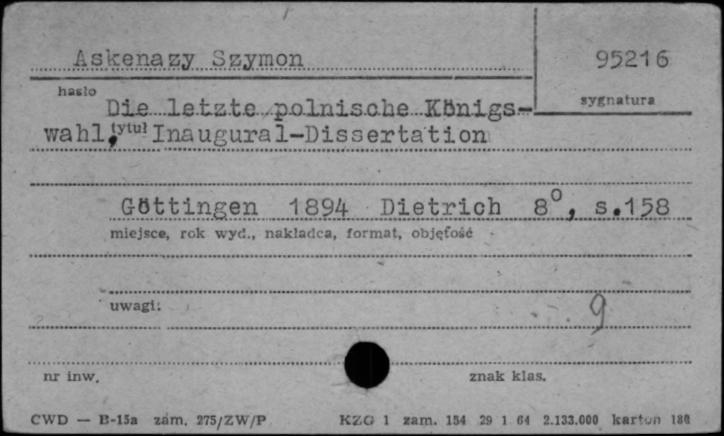 Askenazy Szymon 95216
hasło sygnatura
Die letzte polnische Königs-
wahl, tytuł Inaugural-Dissertation
Göttingen 1894 Dietrich 8⁰, s.158
miejsce, rok wyd., nakładca, format, objętość
uwagi:
9
nr inw. znak klas.
CWD — B-15a zam. 275/ZW/P KZG 1 zam. 154 29 1 64 2.133.000 karton 180